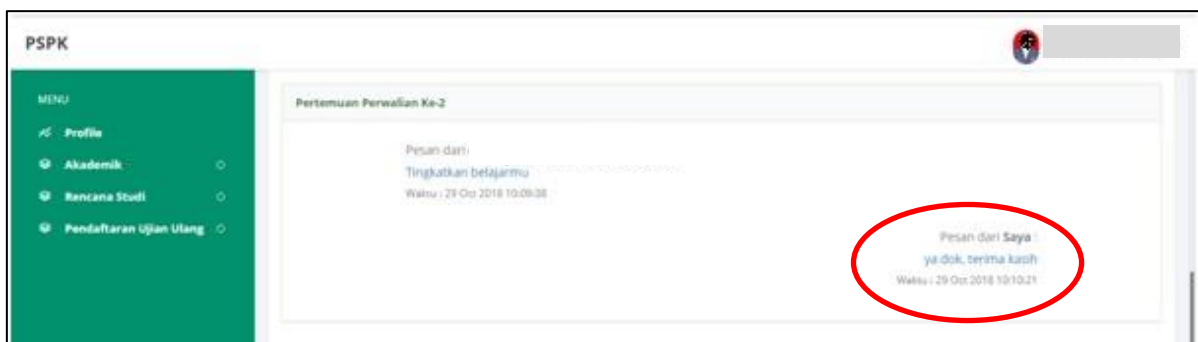 PSPK
MENU
Profile
Akademik
Rencana Studi
Pendaftaran Ujian Ulang
Pertemuan Perwalian Ke-2
Pesan dari
Tingkatkan belajarmu
Waktu : 29 Oct 2018 10:09:38
Pesan dari Saya :
ya dok, terima kasih
Waktu : 29 Oct 2018 10:10:21